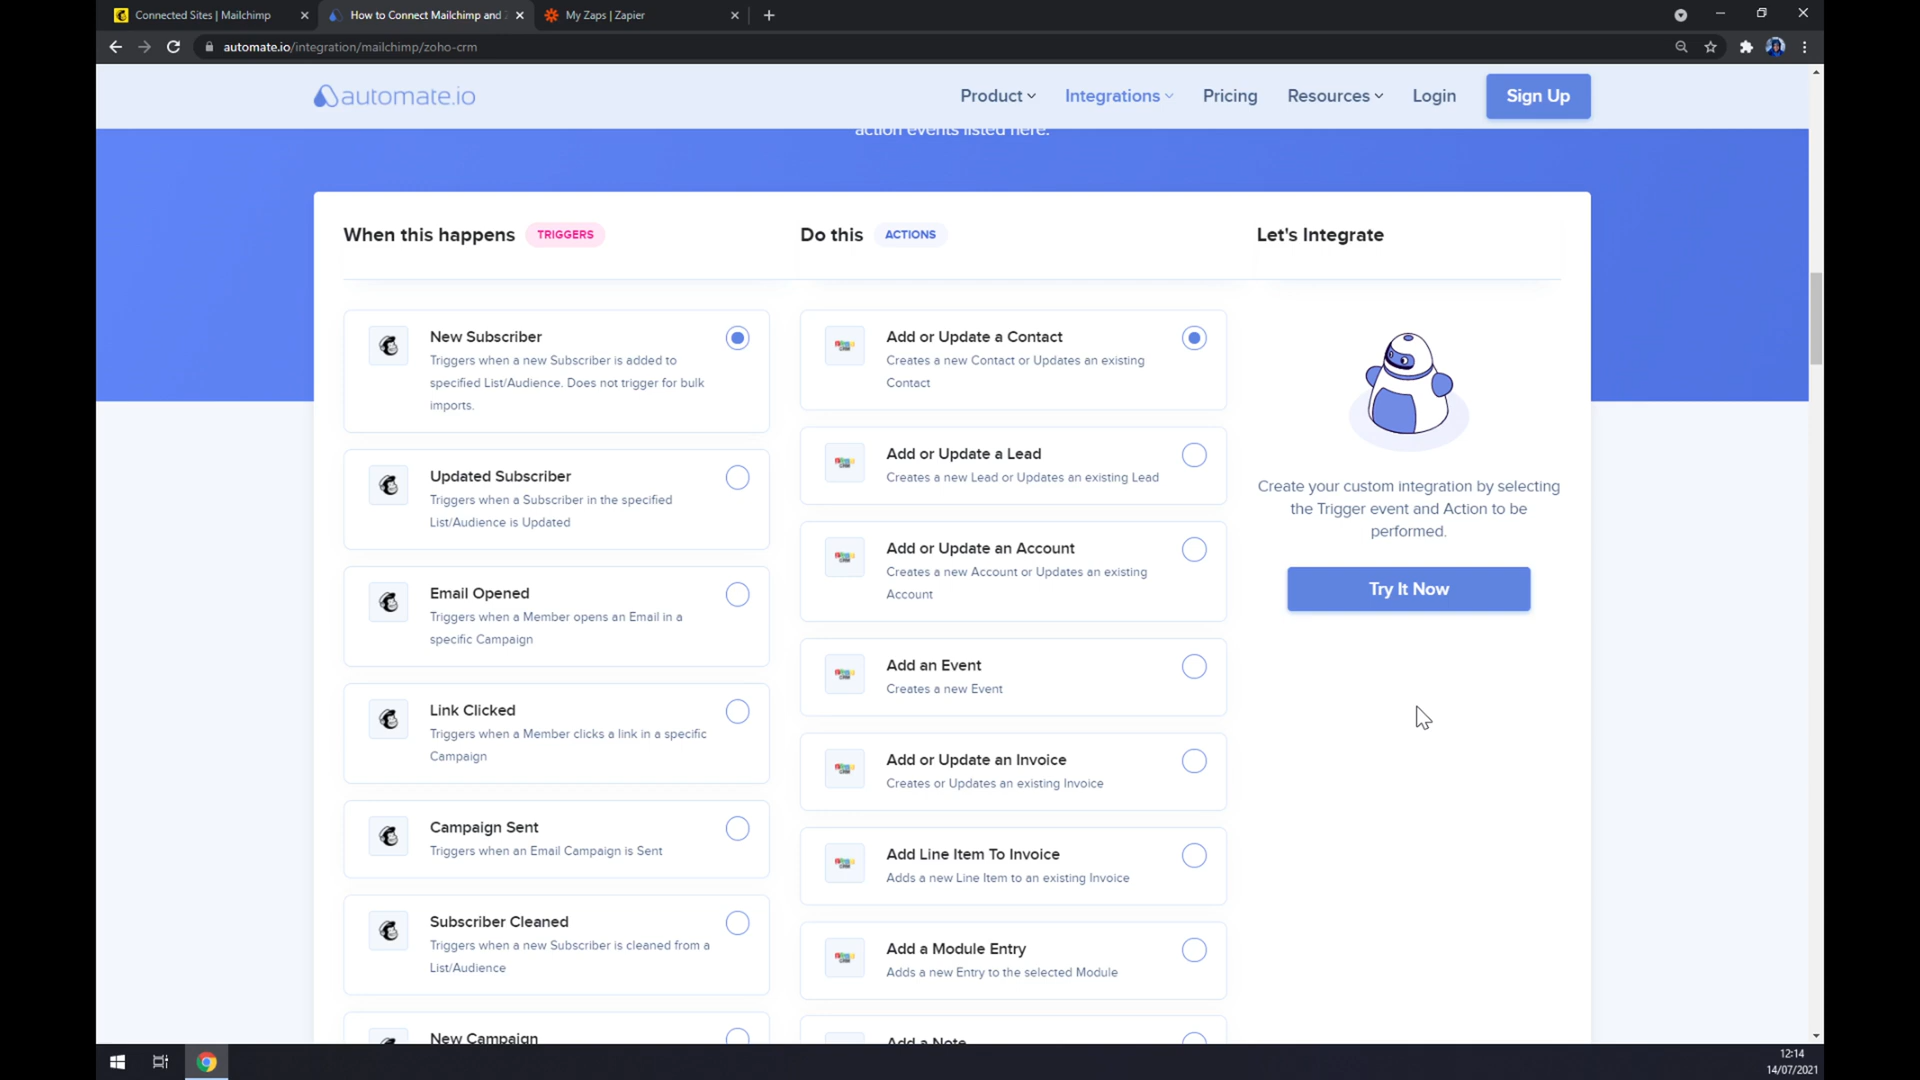 Connected Sites | Mailchimp
How to Connect Mailchimp and
My Zaps | Zapier
automate.io/integration/mailchimp/zoho-crm
automate.io
Product
Integrations
Pricing
Resources
Login
Sign Up
action events listed here.
When this happens TRIGGERS
Do this ACTIONS
Let's Integrate
New Subscriber
Triggers when a new Subscriber is added to
specified List/Audience. Does not trigger for bulk
imports.
Updated Subscriber
Triggers when a Subscriber in the specified
List/Audience is Updated
Email Opened
Triggers when a Member opens an Email in a
specific Campaign
Link Clicked
Triggers when a Member clicks a link in a specific
Campaign
Campaign Sent
Triggers when an Email Campaign is Sent
Subscriber Cleaned
Triggers when a new Subscriber is cleaned from a
List/Audience
New Campaign
Add or Update a Contact
Creates a new Contact or Updates an existing
Contact
Add or Update a Lead
Creates a new Lead or Updates an existing Lead
Add or Update an Account
Creates a new Account or Updates an existing
Account
Add an Event
Creates a new Event
Add or Update an Invoice
Creates or Updates an existing Invoice
Add Line Item To Invoice
Adds a new Line Item to an existing Invoice
Add a Module Entry
Adds a new Entry to the selected Module
Add a Note
Create your custom integration by selecting
the Trigger event and Action to be
performed.
Try It Now
12:14
14/07/2021